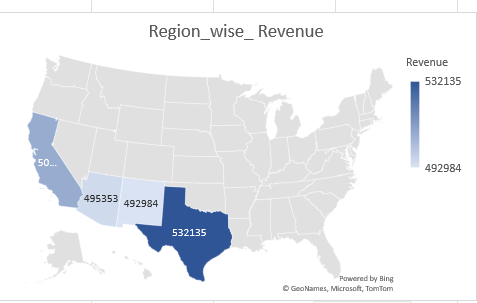 Region_wise_ Revenue
Revenue
532135
492984
50...
495353
492984
532135
Powered by Bing
© GeoNames, Microsoft, TomTom